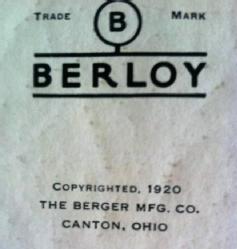 TRADE B MARK
BERLOY
COPYRIGHTED, 1920
THE BERGER MFG. CO.
CANTON, OHIO